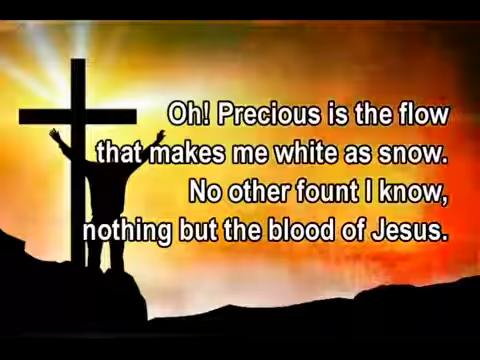 Oh! Precious is the flow
that makes me white as snow.
No other fount I know,
nothing but the blood of Jesus.